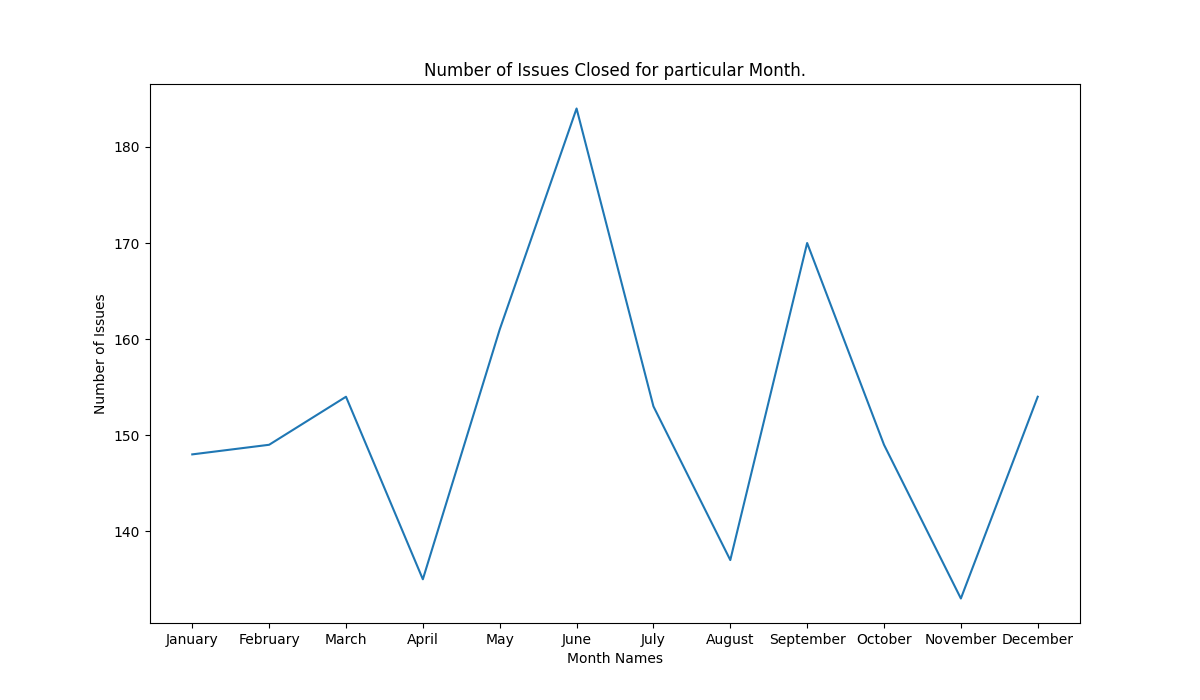 Number of Issues Closed for particular Month.
180
170
160
150
140
Number of Issues
January February March April May June July August September October November December
Month Names